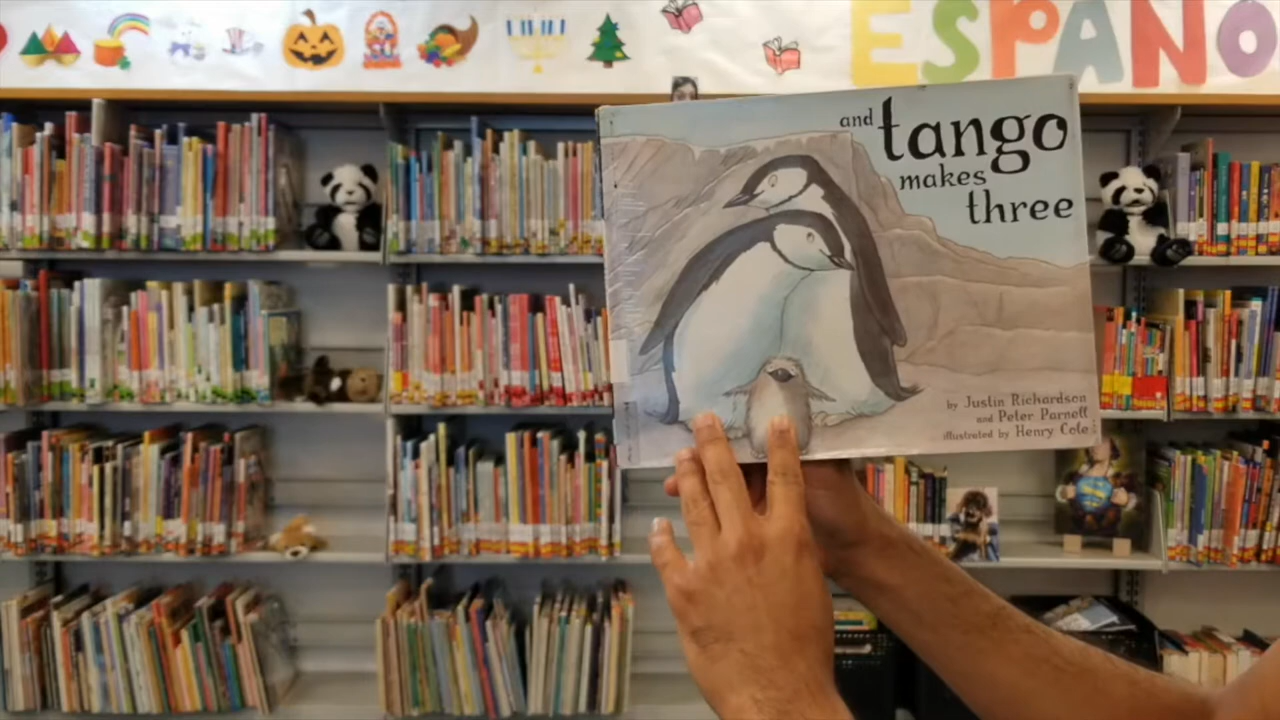 ESPAÑO
and
tango
makes
three
by Justin Richardson
and Peter Parnell
illustrated by Henry Cole